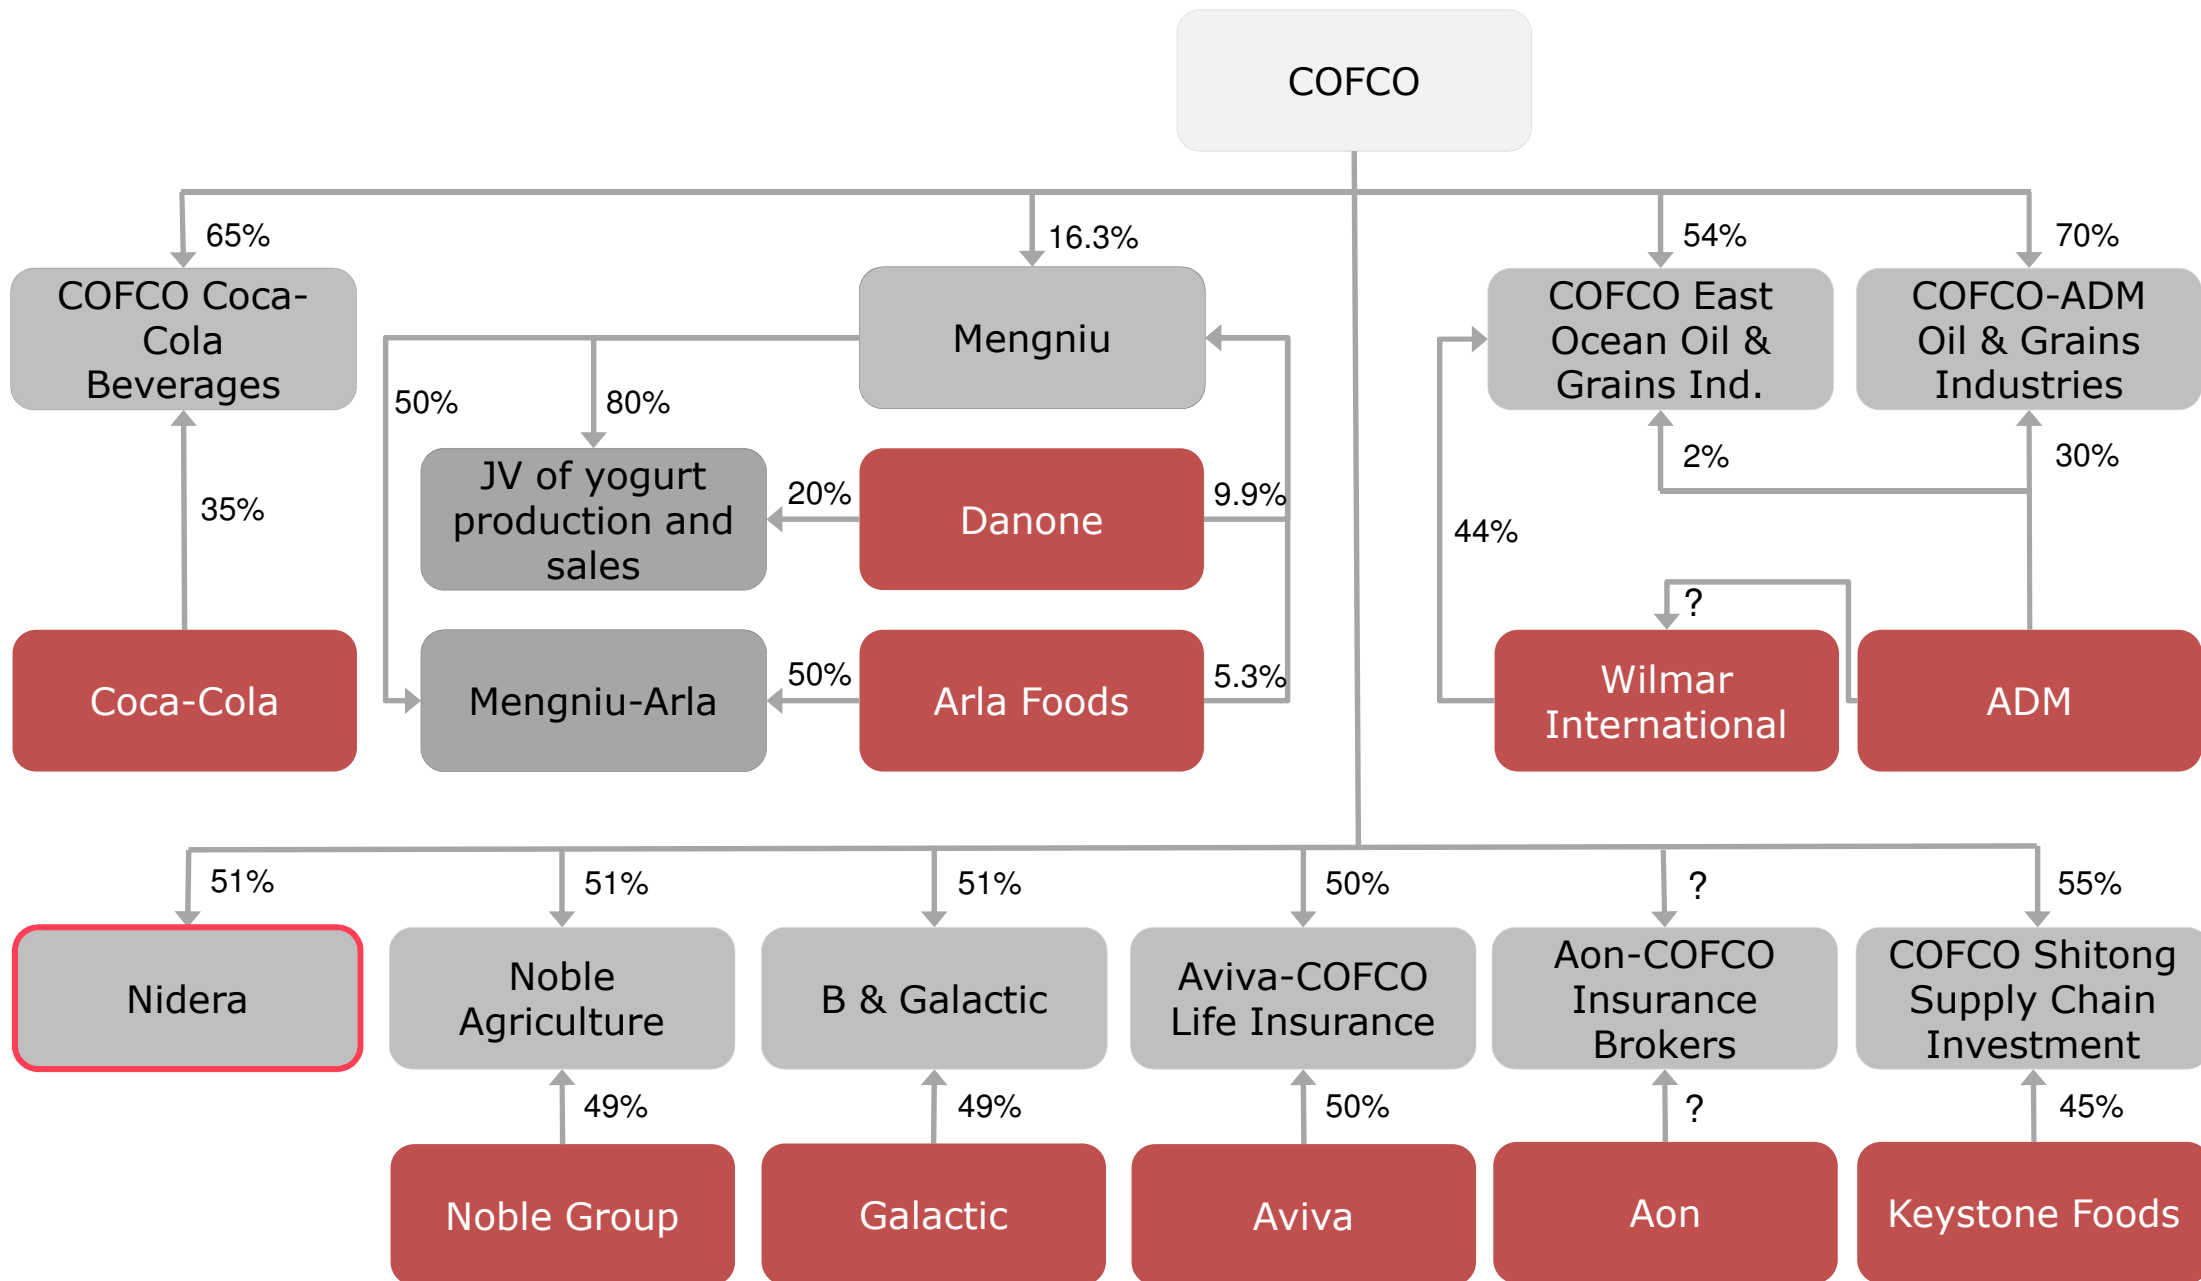 COFCO
65%
16.3%
54%
70%
COFCO Coca-
Cola
Beverages
Mengniu
COFCO East
Ocean Oil &
Grains Ind.
COFCO-ADM
Oil & Grains
Industries
50%
80%
2%
30%
35%
JV of yogurt
production and
sales
20%
Danone
9.9%
44%
?
Coca-Cola
Mengniu-Arla
50%
Arla Foods
5.3%
Wilmar
International
ADM
51%
51%
51%
50%
?
55%
Nidera
Noble
Agriculture
B & Galactic
Aviva-COFCO
Life Insurance
Aon-COFCO
Insurance
Brokers
COFCO Shitong
Supply Chain
Investment
49%
49%
50%
?
45%
Noble Group
Galactic
Aviva
Aon
Keystone Foods